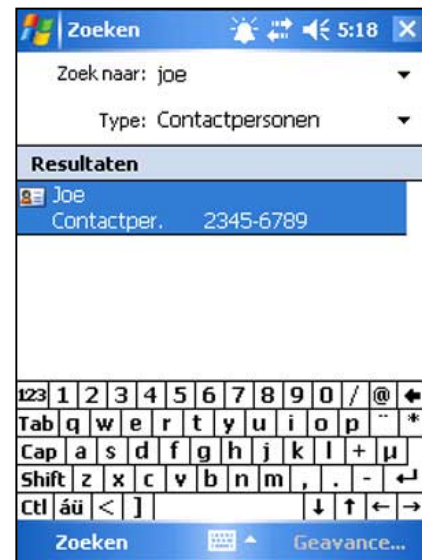 Zoeken 5:18
Zoek naar: joe
Type: Contactpersonen
Resultaten
Joe
Contactper. 2345-6789
123 1 2 3 4 5 6 7 8 9 0 / @ ←
Tab q w e r t y u i o p ¨ *
Cap a s d f g h j k l + µ
Shift z x c v b n m , . - ↵
Ctl áü < ] ↓ ↑ ← →
Zoeken Geavance...